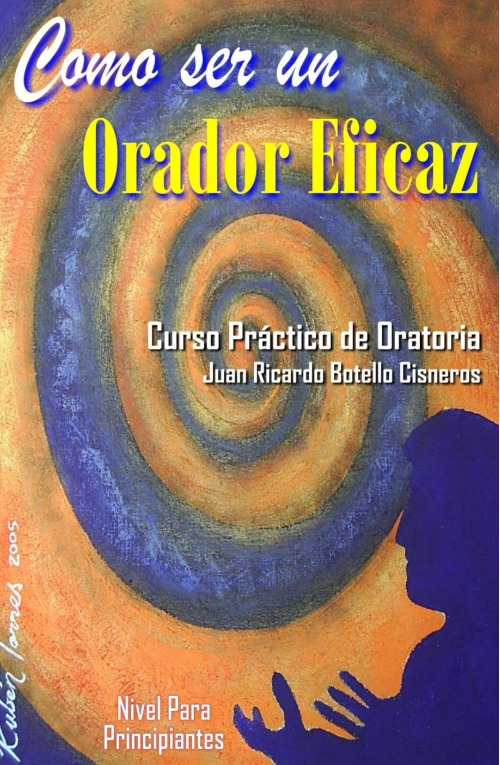 Como ser un
Orador Eficaz
Curso Práctico de Oratoria
Juan Ricardo Botello Cisneros
Rubén Torres 2005
Nivel Para
Principiantes